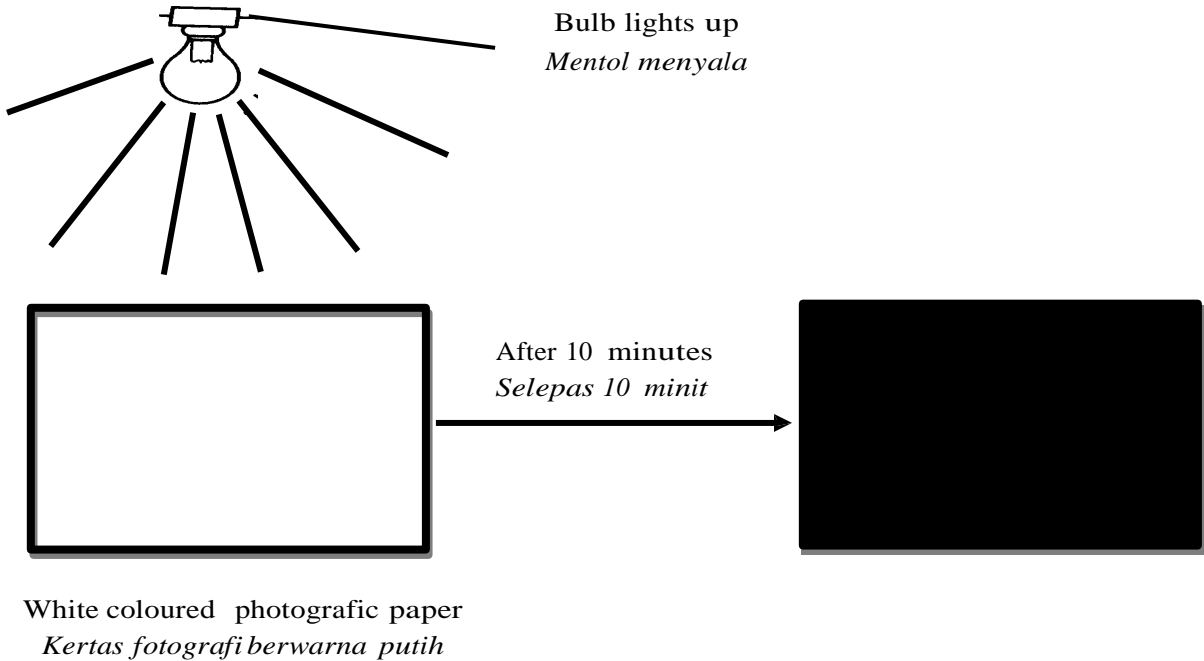 Bulb lights up
Mentol menyala
After 10 minutes
Selepas 10 minit
White coloured photografic paper
Kertas fotografi berwarna putih